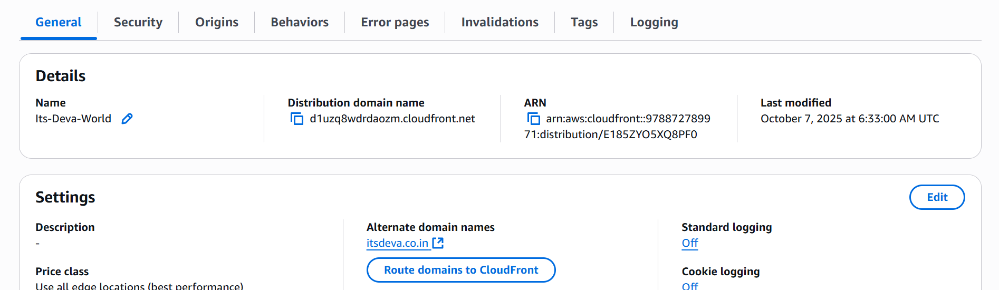 General
Security
Origins
Behaviors
Error pages
Invalidations
Tags
Logging
Details
Name
Its-Deva-World
Distribution domain name
d1uzq8wdrdaozm.cloudfront.net
ARN
arn:aws:cloudfront::9788727899
71:distribution/E185ZYO5XQ8PF0
Last modified
October 7, 2025 at 6:33:00 AM UTC
Settings
Edit
Description
-
Price class
Use all edge locations (best performance)
Alternate domain names
itsdeva.co.in
Route domains to CloudFront
Standard logging
Off
Cookie logging
Off